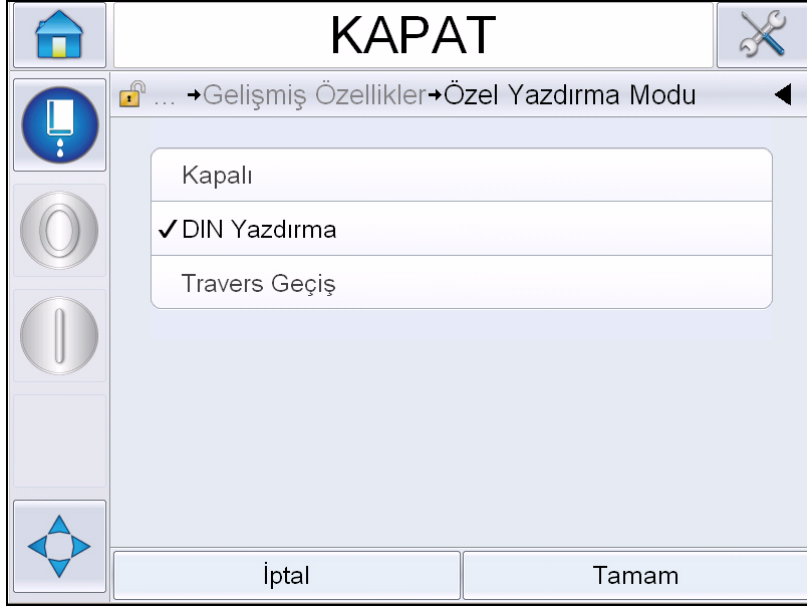 KAPAT
... →Gelişmiş Özellikler→Özel Yazdırma Modu
Kapalı
✓DIN Yazdırma
Travers Geçiş
İptal
Tamam